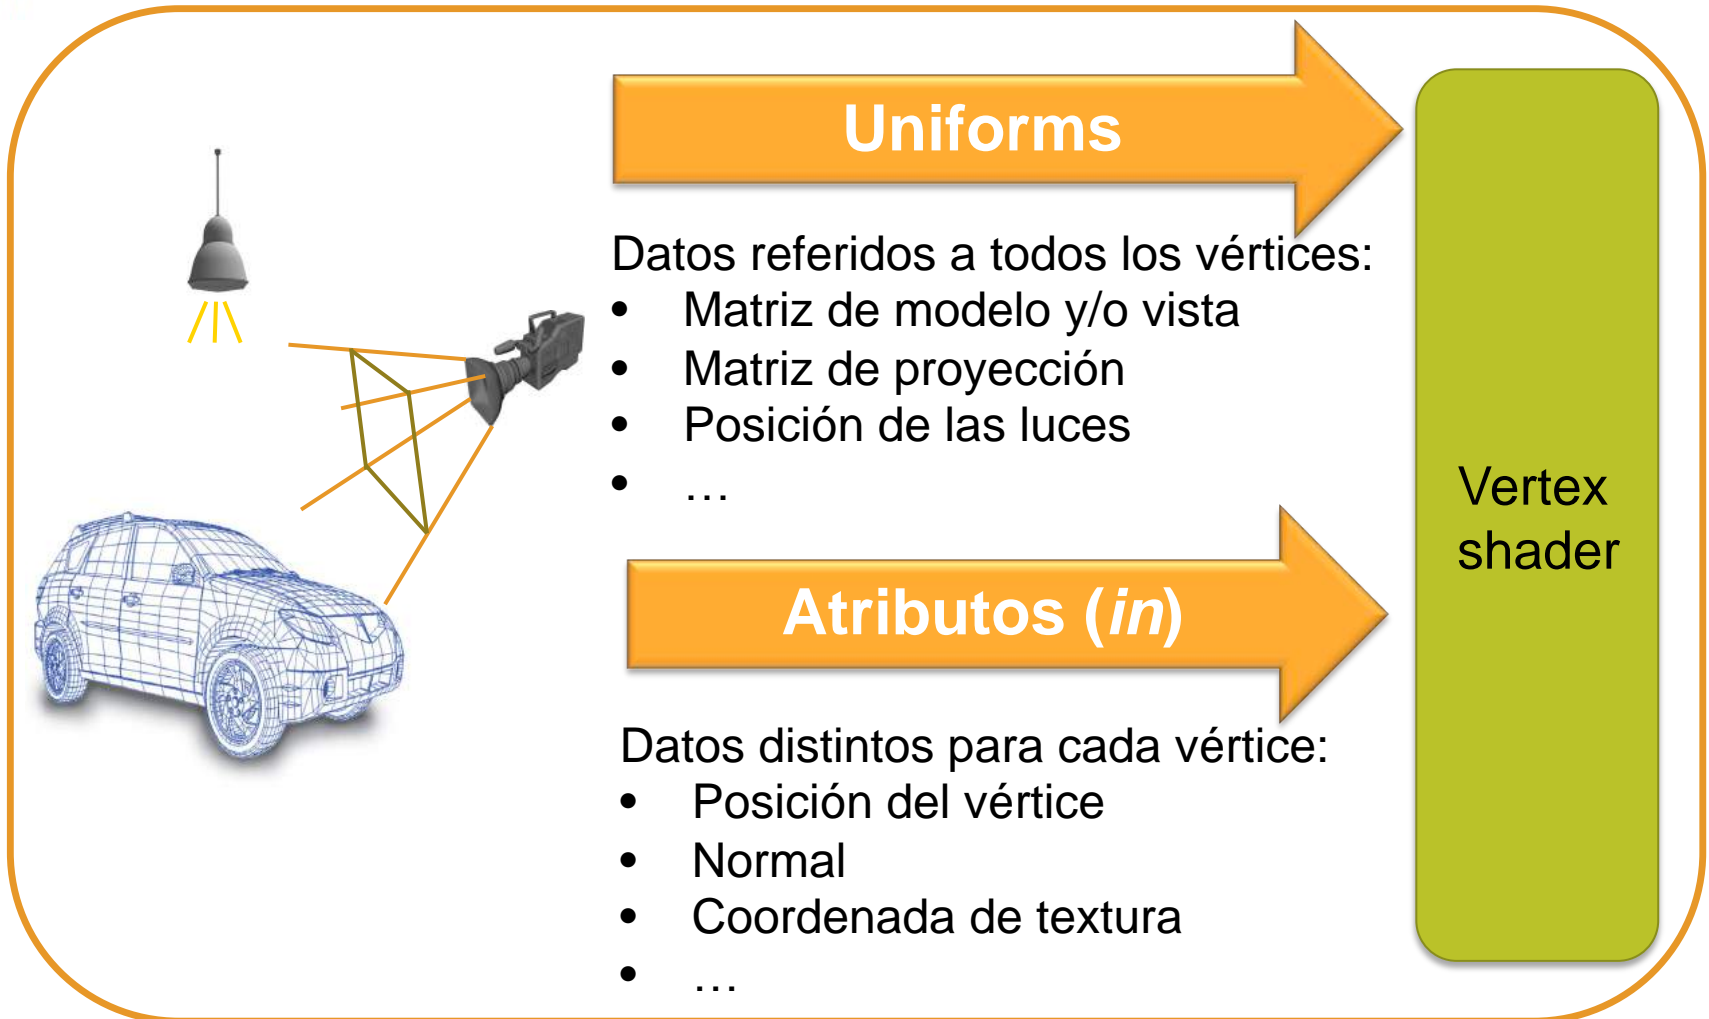 Uniforms
Datos referidos a todos los vértices:
• Matriz de modelo y/o vista
• Matriz de proyección
• Posición de las luces
• …
Atributos (in)
Datos distintos para cada vértice:
• Posición del vértice
• Normal
• Coordenada de textura
• …
Vertex
shader